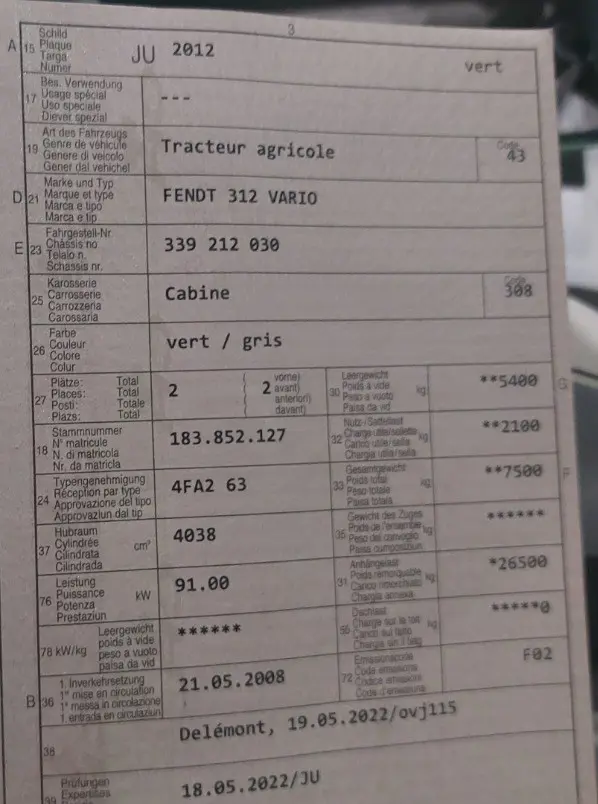 3
A 15 Schild
Plaque
Targa
Numer
JU 2012 vert
17 Bes. Verwendung
Usage spécial
Uso speciale
Diever spezial
---
19 Art des Fahrzeugs
Genre de véhicule
Genere di veicolo
Gener dal vehichel
Tracteur agricole
Code
43
D 21 Marke und Typ
Marque et type
Marca e tipo
Marca e tip
FENDT 312 VARIO
E 23 Fahrgestell-Nr.
Châssis no
Telaio n.
Schassis nr.
339 212 030
25 Karosserie
Carrosserie
Carrozzeria
Carossaria
Cabine
Code
308
26 Farbe
Couleur
Colore
Colur
vert / gris
27 Plätze: Total
Places: Total
Posti: Totale
Plazs: Total
2
( vorne)
( 2 avant)
( anteriori)
( davant)
30 Leergewicht
Poids à vide
Peso a vuoto
Paisa da vid
kg
**5400
G
18 Stammnummer
N° matricule
N. di matricola
Nr. da matricla
183.852.127
32 Nutz-/Sattellast
Charge utile/sellette
Carico utile/sella
Chargia utila/sella
kg
**2100
24 Typengenehmigung
Réception par type
Approvazione del tipo
Approvaziun dal tip
4FA2 63
33 Gesamtgewicht
Poids total
Peso totale
Paisa totala
kg
**7500
F
37 Hubraum
Cylindrée
Cilindrata
Cilindrada
cm³
4038
35 Gewicht des Zuges
Poids de l'ensemble
Peso del convoglio
Paisa cumposiziun
kg
******
76 Leistung
Puissance
Potenza
Prestaziun
kW
91.00
31 Anhängelast
Poids remorquable
Carico rimorchiato
Chargia annexa
kg
*26500
78 kW/kg Leergewicht
poids à vide
peso a vuoto
paisa da vid
******
55 Dachlast
Charge sur le toit
Carico sul tetto
Chargia sin il tetg
kg
*****0
B 36 1. Inverkehrsetzung
1re mise en circulation
1a messa in circolazione
1. entrada en circulaziun
21.05.2008
72 Emissionscode
Code émissions
Codice emissioni
Code d'emissiuns
F02
38
Delémont, 19.05.2022/ovj115
39 Prüfungen
Expertises
18.05.2022/JU